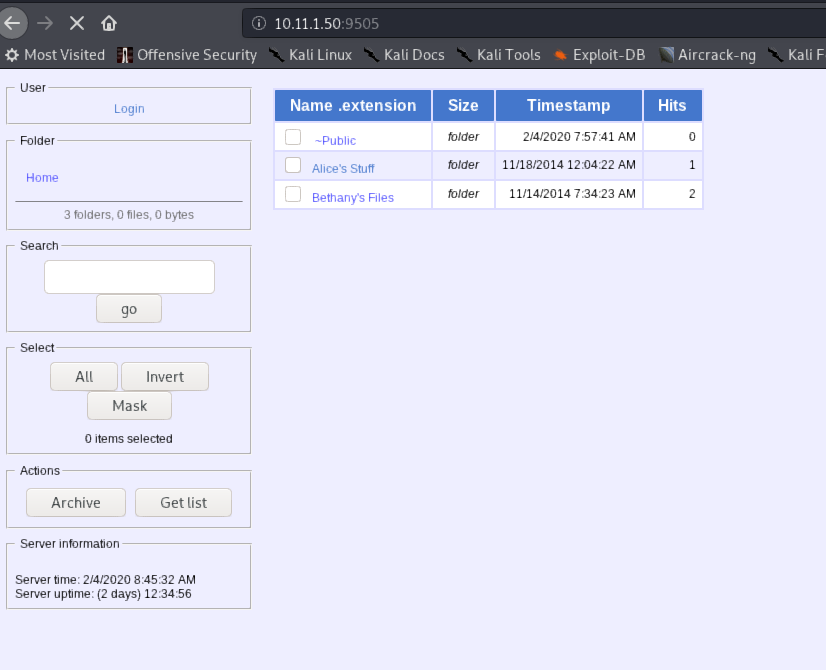 10.11.1.50:9505
Most Visited Offensive Security Kali Linux Kali Docs Kali Tools Exploit-DB Aircrack-ng Kali F
User
Login
Folder
Home
3 folders, 0 files, 0 bytes
Search
go
Select
All Invert
Mask
0 items selected
Actions
Archive Get list
Server information
Server time: 2/4/2020 8:45:32 AM
Server uptime: (2 days) 12:34:56
Name .extension Size Timestamp Hits
~Public folder 2/4/2020 7:57:41 AM 0
Alice's Stuff folder 11/18/2014 12:04:22 AM 1
Bethany's Files folder 11/14/2014 7:34:23 AM 2